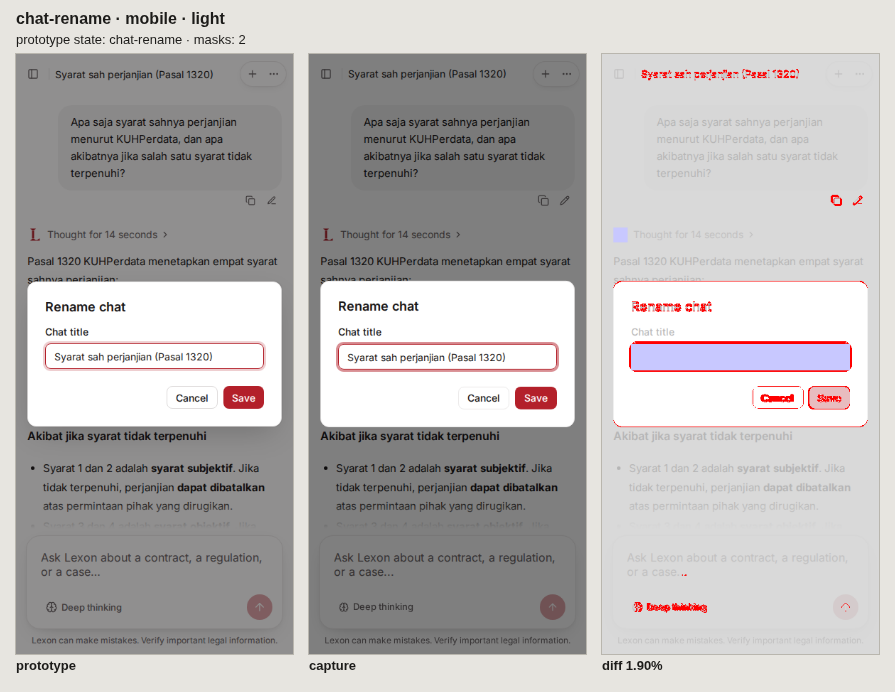 chat-rename · mobile · light
prototype state: chat-rename · masks: 2
Syarat sah perjanjian (Pasal 1320)
Apa saja syarat sahnya perjanjian
menurut KUHPerdata, dan apa
akibatnya jika salah satu syarat tidak
terpenuhi?
L Thought for 14 seconds >
Pasal 1320 KUHPerdata menetapkan empat syarat
sahnya perjanjian:
Rename chat
Chat title
Syarat sah perjanjian (Pasal 1320)
Cancel Save
Akibat jika syarat tidak terpenuhi
• Syarat 1 dan 2 adalah syarat subjektif. Jika
tidak terpenuhi, perjanjian dapat dibatalkan
atas permintaan pihak yang dirugikan.
Ask Lexon about a contract, a regulation,
or a case...
Deep thinking
Lexon can make mistakes. Verify important legal information.
prototype
Syarat sah perjanjian (Pasal 1320)
Apa saja syarat sahnya perjanjian
menurut KUHPerdata, dan apa
akibatnya jika salah satu syarat tidak
terpenuhi?
L Thought for 14 seconds >
Pasal 1320 KUHPerdata menetapkan empat syarat
sahnya perjanjian:
Rename chat
Chat title
Syarat sah perjanjian (Pasal 1320)
Cancel Save
Akibat jika syarat tidak terpenuhi
• Syarat 1 dan 2 adalah syarat subjektif. Jika
tidak terpenuhi, perjanjian dapat dibatalkan
atas permintaan pihak yang dirugikan.
Ask Lexon about a contract, a regulation,
or a case...
Deep thinking
Lexon can make mistakes. Verify important legal information.
capture
Syarat sah perjanjian (Pasal 1320)
Apa saja syarat sahnya perjanjian
menurut KUHPerdata, dan apa
akibatnya jika salah satu syarat tidak
terpenuhi?
Thought for 14 seconds >
Pasal 1320 KUHPerdata menetapkan empat syarat
sahnya perjanjian:
Rename chat
Chat title
Cancel Save
Akibat jika syarat tidak terpenuhi
• Syarat 1 dan 2 adalah syarat subjektif. Jika
tidak terpenuhi, perjanjian dapat dibatalkan
atas permintaan pihak yang dirugikan.
Ask Lexon about a contract, a regulation,
or a case...
Deep thinking
Lexon can make mistakes. Verify important legal information.
diff 1.90%